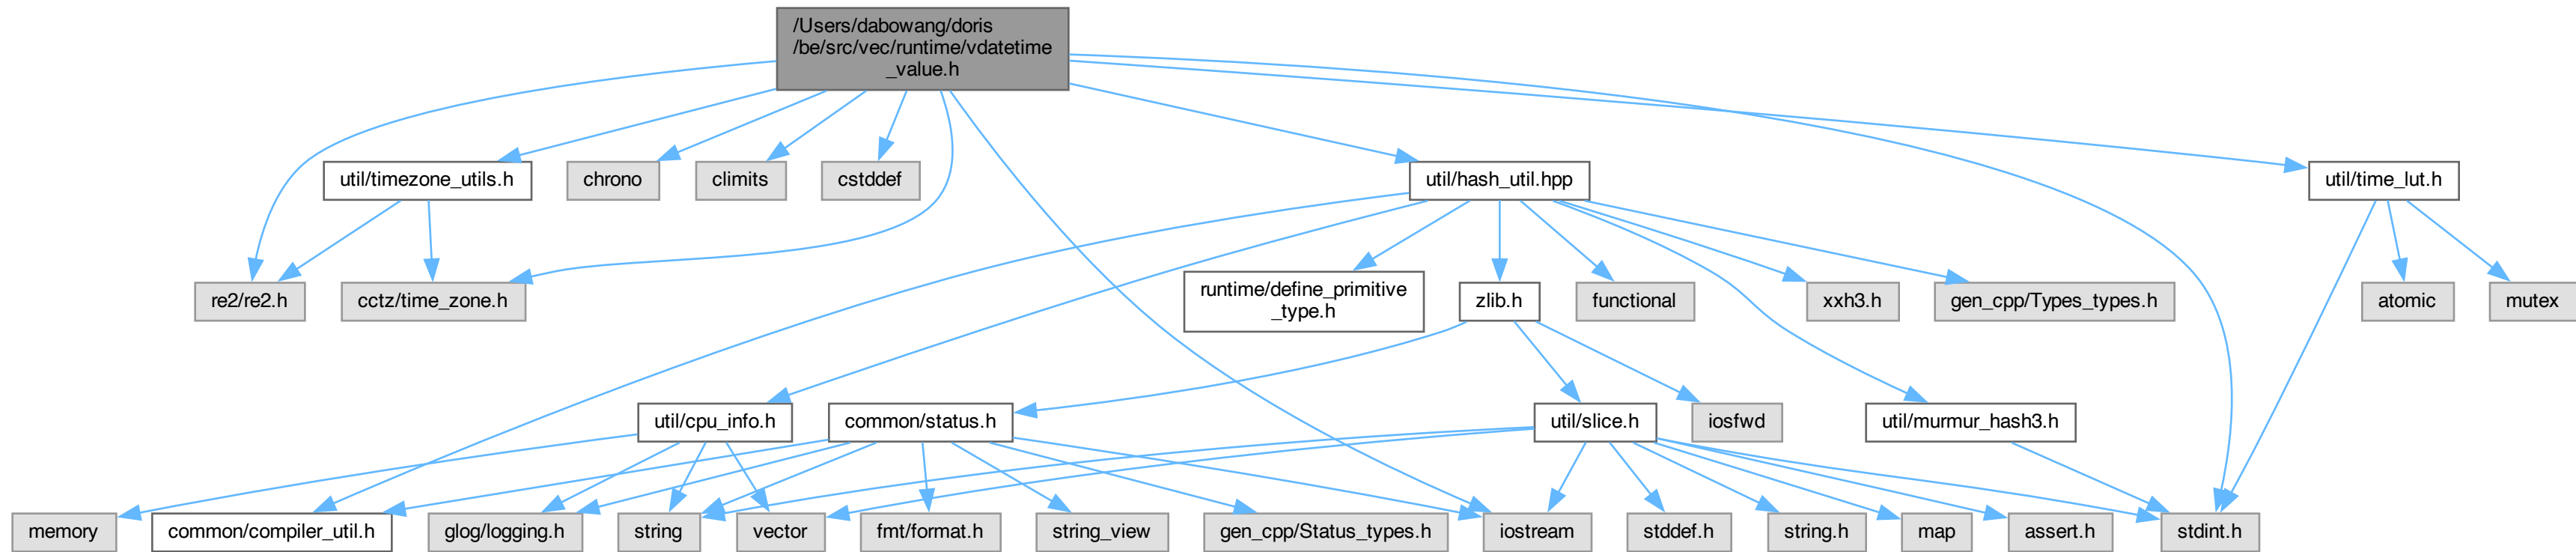 /Users/dabowang/doris
/be/src/vec/runtime/vdatetime
_value.h
util/timezone_utils.h
chrono
climits
cstddef
util/hash_util.hpp
util/time_lut.h
re2/re2.h
cctz/time_zone.h
runtime/define_primitive
_type.h
zlib.h
functional
xxh3.h
gen_cpp/Types_types.h
atomic
mutex
util/cpu_info.h
common/status.h
util/slice.h
iosfwd
util/murmur_hash3.h
memory
common/compiler_util.h
glog/logging.h
string
vector
fmt/format.h
string_view
gen_cpp/Status_types.h
iostream
stddef.h
string.h
map
assert.h
stdint.h